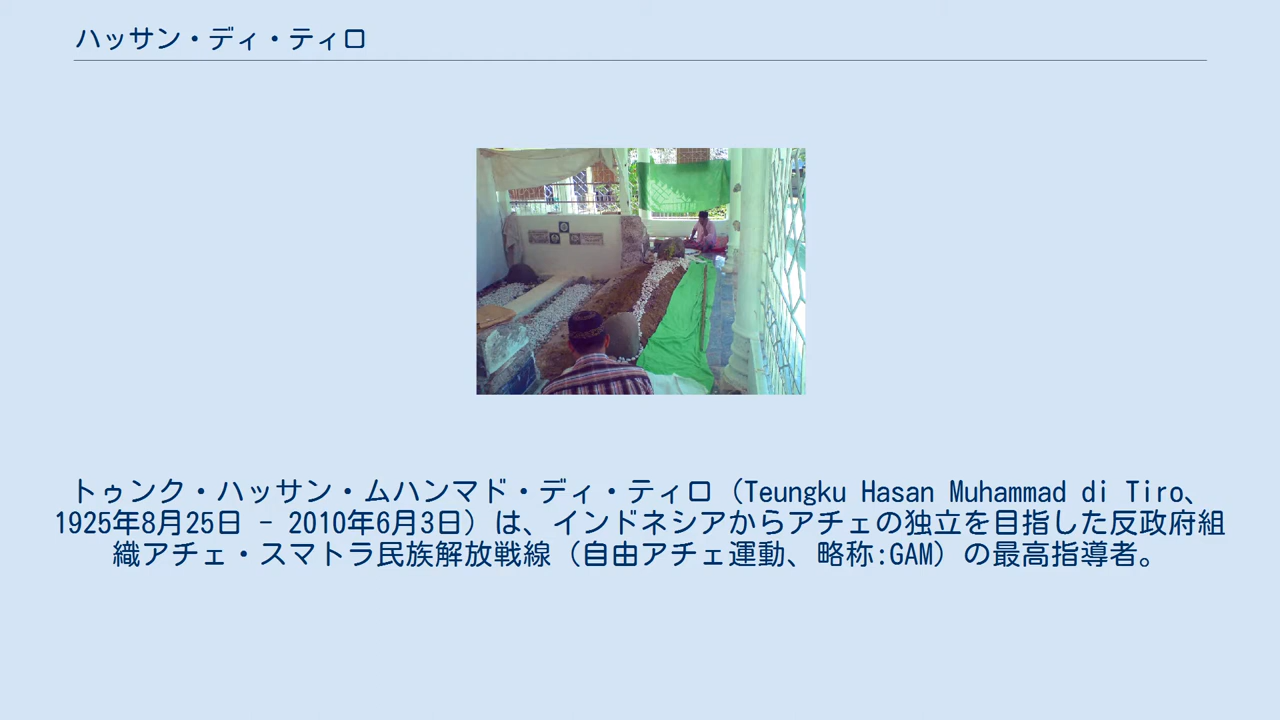 ハッサン・ディ・ティロ
トゥンク・ハッサン・ムハンマド・ディ・ティロ（Teungku Hasan Muhammad di Tiro、
1925年8月25日 - 2010年6月3日）は、インドネシアからアチェの独立を目指した反政府組
織アチェ・スマトラ民族解放戦線（自由アチェ運動、略称:GAM）の最高指導者。